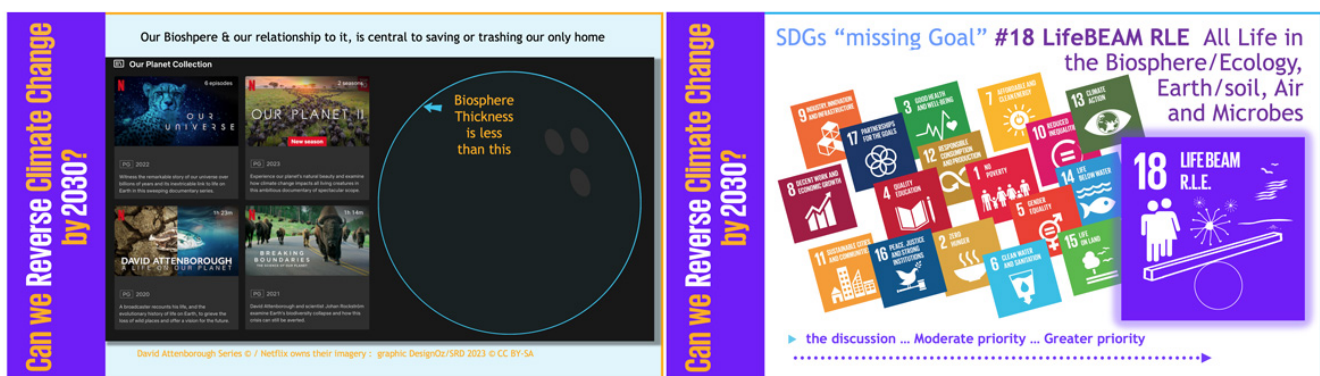 Can we Reverse Climate Change
by 2030?
Our Bioshpere & our relationship to it, is central to saving or trashing our only home
Our Planet Collection
6 episodes
OUR
UNIVERSE
PG 2022
Witness the remarkable story of our universe over
billions of years and its inextricable link to life on
Earth in this sweeping documentary series.
2 seasons
OUR PLANET II
New season
PG 2023
Experience our planet's natural beauty and examine
how climate change impacts all living creatures in
this ambitious documentary of spectacular scope.
1h 23m
DAVID ATTENBOROUGH
A LIFE ON OUR PLANET
PG 2020
A broadcaster recounts his life, and the
evolutionary history of life on Earth, to grieve the
loss of wild places and offer a vision for the future.
1h 14m
BREAKING
BOUNDARIES
THE SCIENCE OF OUR PLANET
PG 2021
David Attenborough and scientist Johan Rockström
examine Earth's biodiversity collapse and how this
crisis can still be averted.
Biosphere
Thickness
is less
than this
David Attenborough Series © / Netflix owns their imagery : graphic DesignOz/SRD 2023 © CC BY-SA
Can we Reverse Climate Change
by 2030?
SDGs "missing Goal" #18 LifeBEAM RLE All Life in
the Biosphere/Ecology,
Earth/soil, Air
and Microbes
9 INDUSTRY, INNOVATION
AND INFRASTRUCTURE
3 GOOD HEALTH
AND WELL-BEING
7 AFFORDABLE AND
CLEAN ENERGY
13 CLIMATE
ACTION
17 PARTNERSHIPS
FOR THE GOALS
12 RESPONSIBLE
CONSUMPTION
AND PRODUCTION
10 REDUCED
INEQUALITIES
8 DECENT WORK AND
ECONOMIC GROWTH
4 QUALITY
EDUCATION
1 NO
POVERTY
14 LIFE
BELOW WATER
5 GENDER
EQUALITY
11 SUSTAINABLE CITIES
AND COMMUNITIES
16 PEACE, JUSTICE
AND STRONG
INSTITUTIONS
2 ZERO
HUNGER
6 CLEAN WATER
AND SANITATION
15 LIFE
ON LAND
18 LIFE BEAM
R.L.E.
the discussion ... Moderate priority ... Greater priority